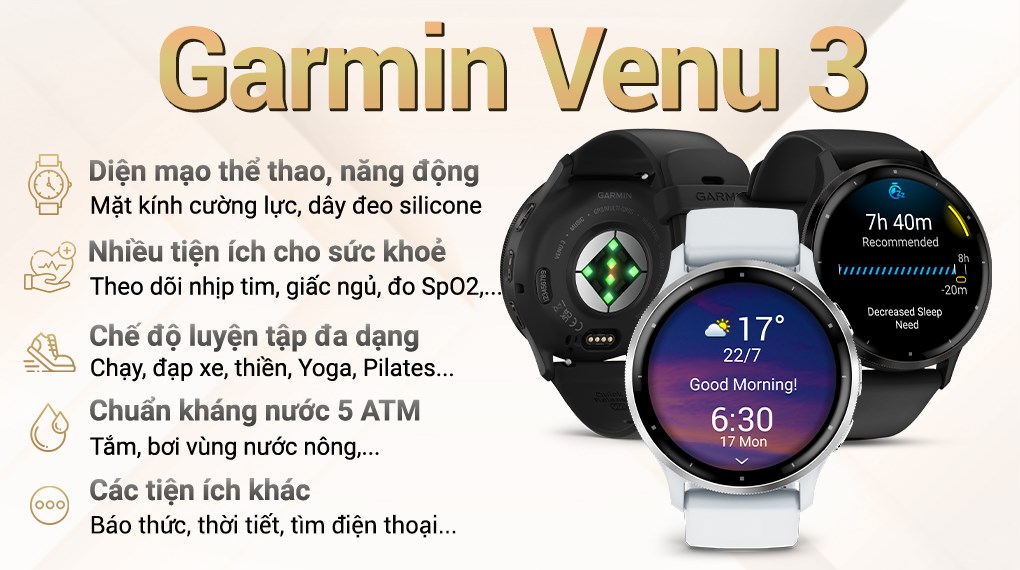 Garmin Venu 3
Diện mạo thể thao, năng động
Mặt kính cường lực, dây đeo silicone
Nhiều tiện ích cho sức khoẻ
Theo dõi nhịp tim, giấc ngủ, đo SpO2,...
Chế độ luyện tập đa dạng
Chạy, đạp xe, thiền, Yoga, Pilates...
Chuẩn kháng nước 5 ATM
Tắm, bơi vùng nước nông,...
Các tiện ích khác
Báo thức, thời tiết, tìm điện thoại...
GARMIN
GARM
17°
22/7
Good Morning!
6:30
17 Mon
7h 40m
Recommended
8h
-20m
Decreased Sleep
Need